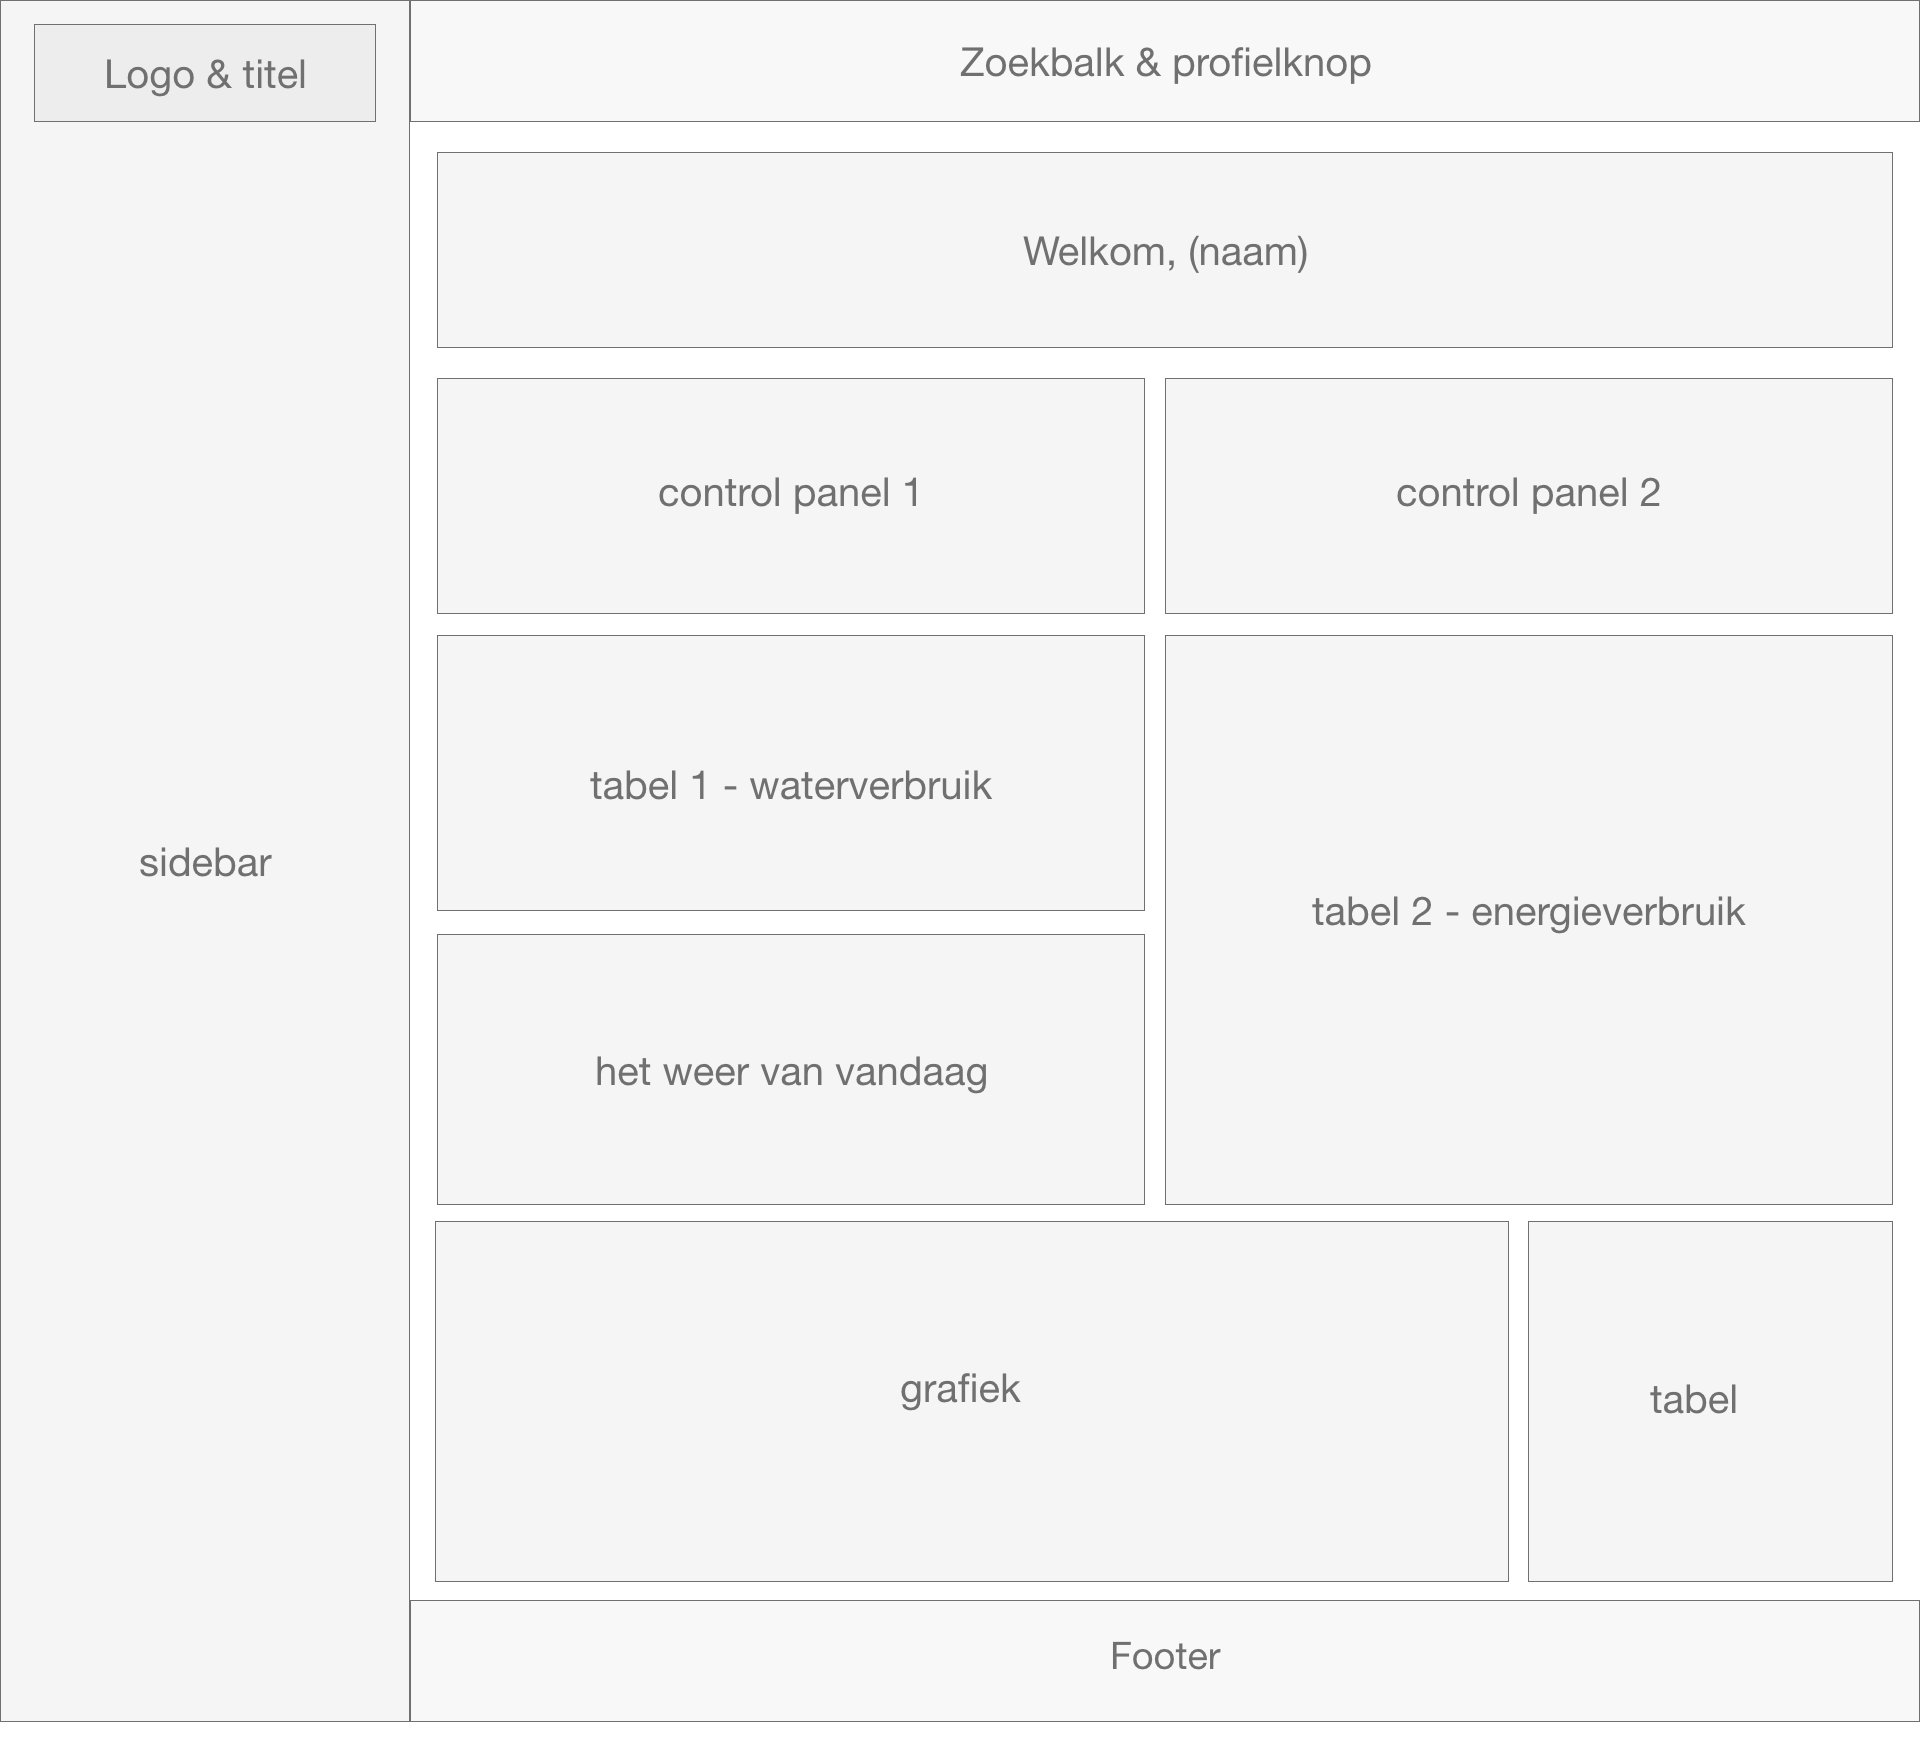 Logo & titel
Zoekbalk & profielknop
Welkom, (naam)
control panel 1
control panel 2
tabel 1 - waterverbruik
tabel 2 - energieverbruik
sidebar
het weer van vandaag
grafiek
tabel
Footer